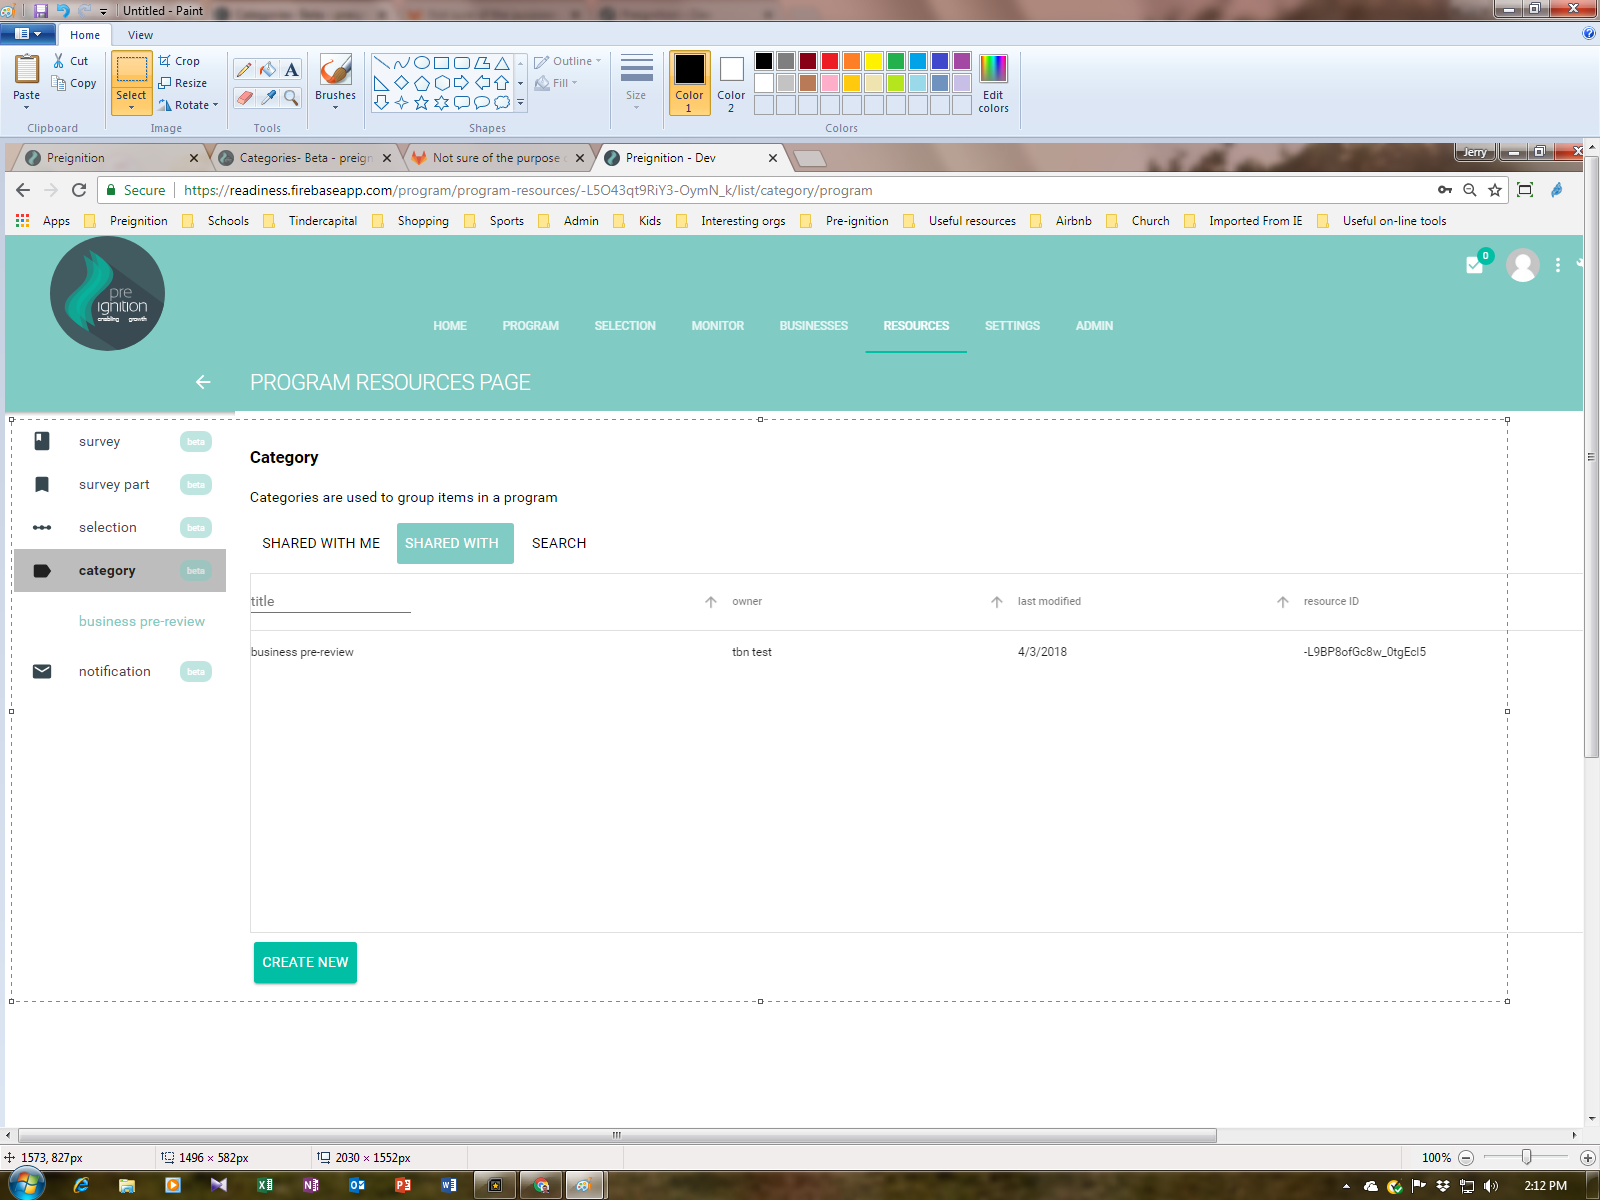 Untitled - Paint
Home
View
Paste
Cut
Copy
Clipboard
Select
Crop
Resize
Rotate
Image
Tools
Brushes
Shapes
Outline
Fill
Size
Color 1
Color 2
Edit colors
Colors
Preignition
Categories- Beta - preign
Not sure of the purpose
Preignition - Dev
Jerry
Secure
https://readiness.firebaseapp.com/program/program-resources/-L5O43qt9RiY3-OymN_k/list/category/program
Apps
Preignition
Schools
Tindercapital
Shopping
Sports
Admin
Kids
Interesting orgs
Pre-ignition
Useful resources
Airbnb
Church
Imported From IE
Useful on-line tools
pre
ignition
enabling growth
0
HOME
PROGRAM
SELECTION
MONITOR
BUSINESSES
RESOURCES
SETTINGS
ADMIN
PROGRAM RESOURCES PAGE
survey beta
survey part beta
selection beta
category beta
business pre-review
notification beta
Category
Categories are used to group items in a program
SHARED WITH ME
SHARED WITH
SEARCH
title
owner
last modified
resource ID
business pre-review
tbn test
4/3/2018
-L9BP8ofGc8w_0tgEcI5
CREATE NEW
1573, 827px
1496 × 582px
2030 × 1552px
100%
2:12 PM